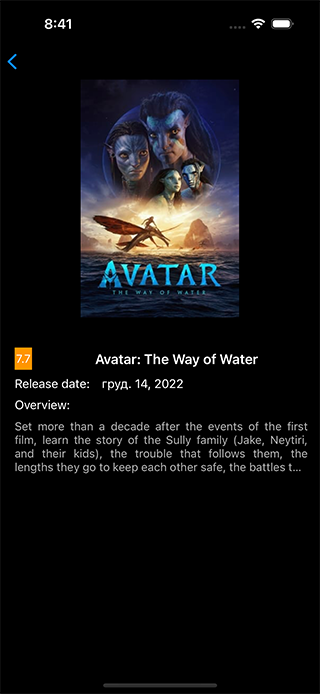 8:41
AVATAR
THE WAY OF WATER
7.7
Avatar: The Way of Water
Release date: груд. 14, 2022
Overview:
Set more than a decade after the events of the first
film, learn the story of the Sully family (Jake, Neytiri,
and their kids), the trouble that follows them, the
lengths they go to keep each other safe, the battles t...